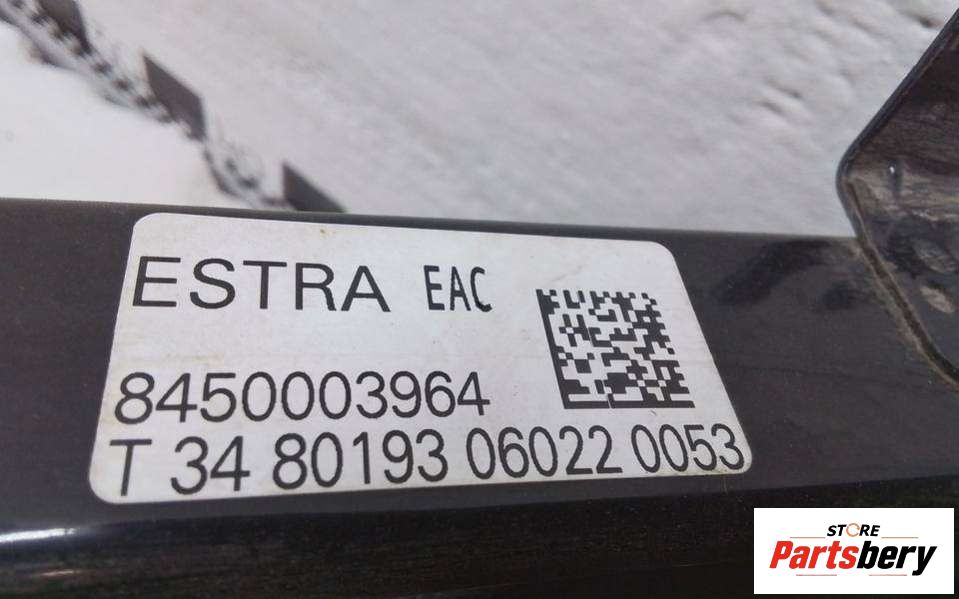 ESTRA EAC
8450003964
T 34 80193 06022 0053
STORE
Partsbery